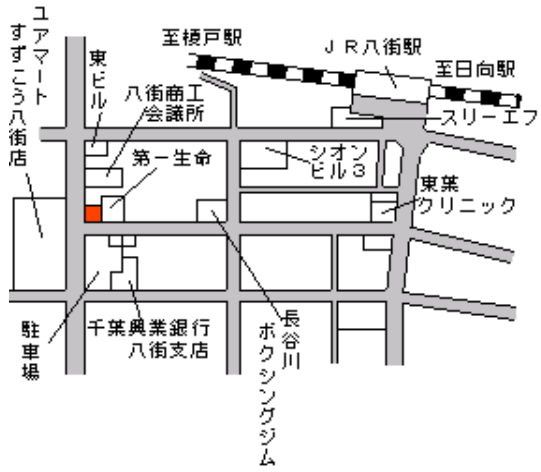 ユアマート
すずこう八街店
東ビル
八街商工
会議所
第一生命
至榎戸駅
JR八街駅
至日向駅
スリーエフ
シオン
ビル3
東葉
クリニック
駐車場
千葉興業銀行
八街支店
長谷川
ボクシングジム